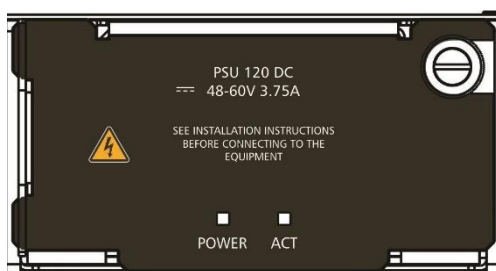 PSU 120 DC
48-60V 3.75A
SEE INSTALLATION INSTRUCTIONS
BEFORE CONNECTING TO THE
EQUIPMENT
POWER ACT